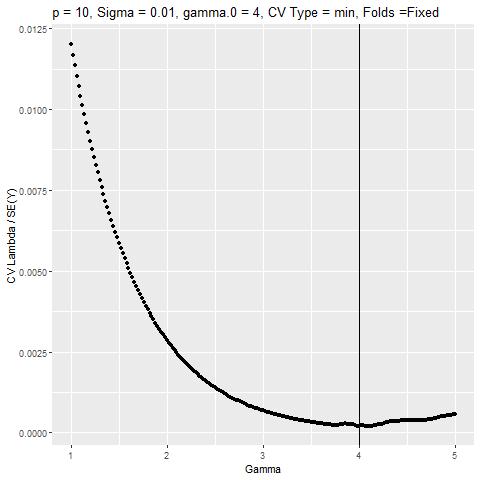 p = 10, Sigma = 0.01, gamma.0 = 4, CV Type = min, Folds =Fixed
CV Lambda / SE(Y)
0.0125
0.0100
0.0075
0.0050
0.0025
0.0000
1 2 3 4 5
Gamma